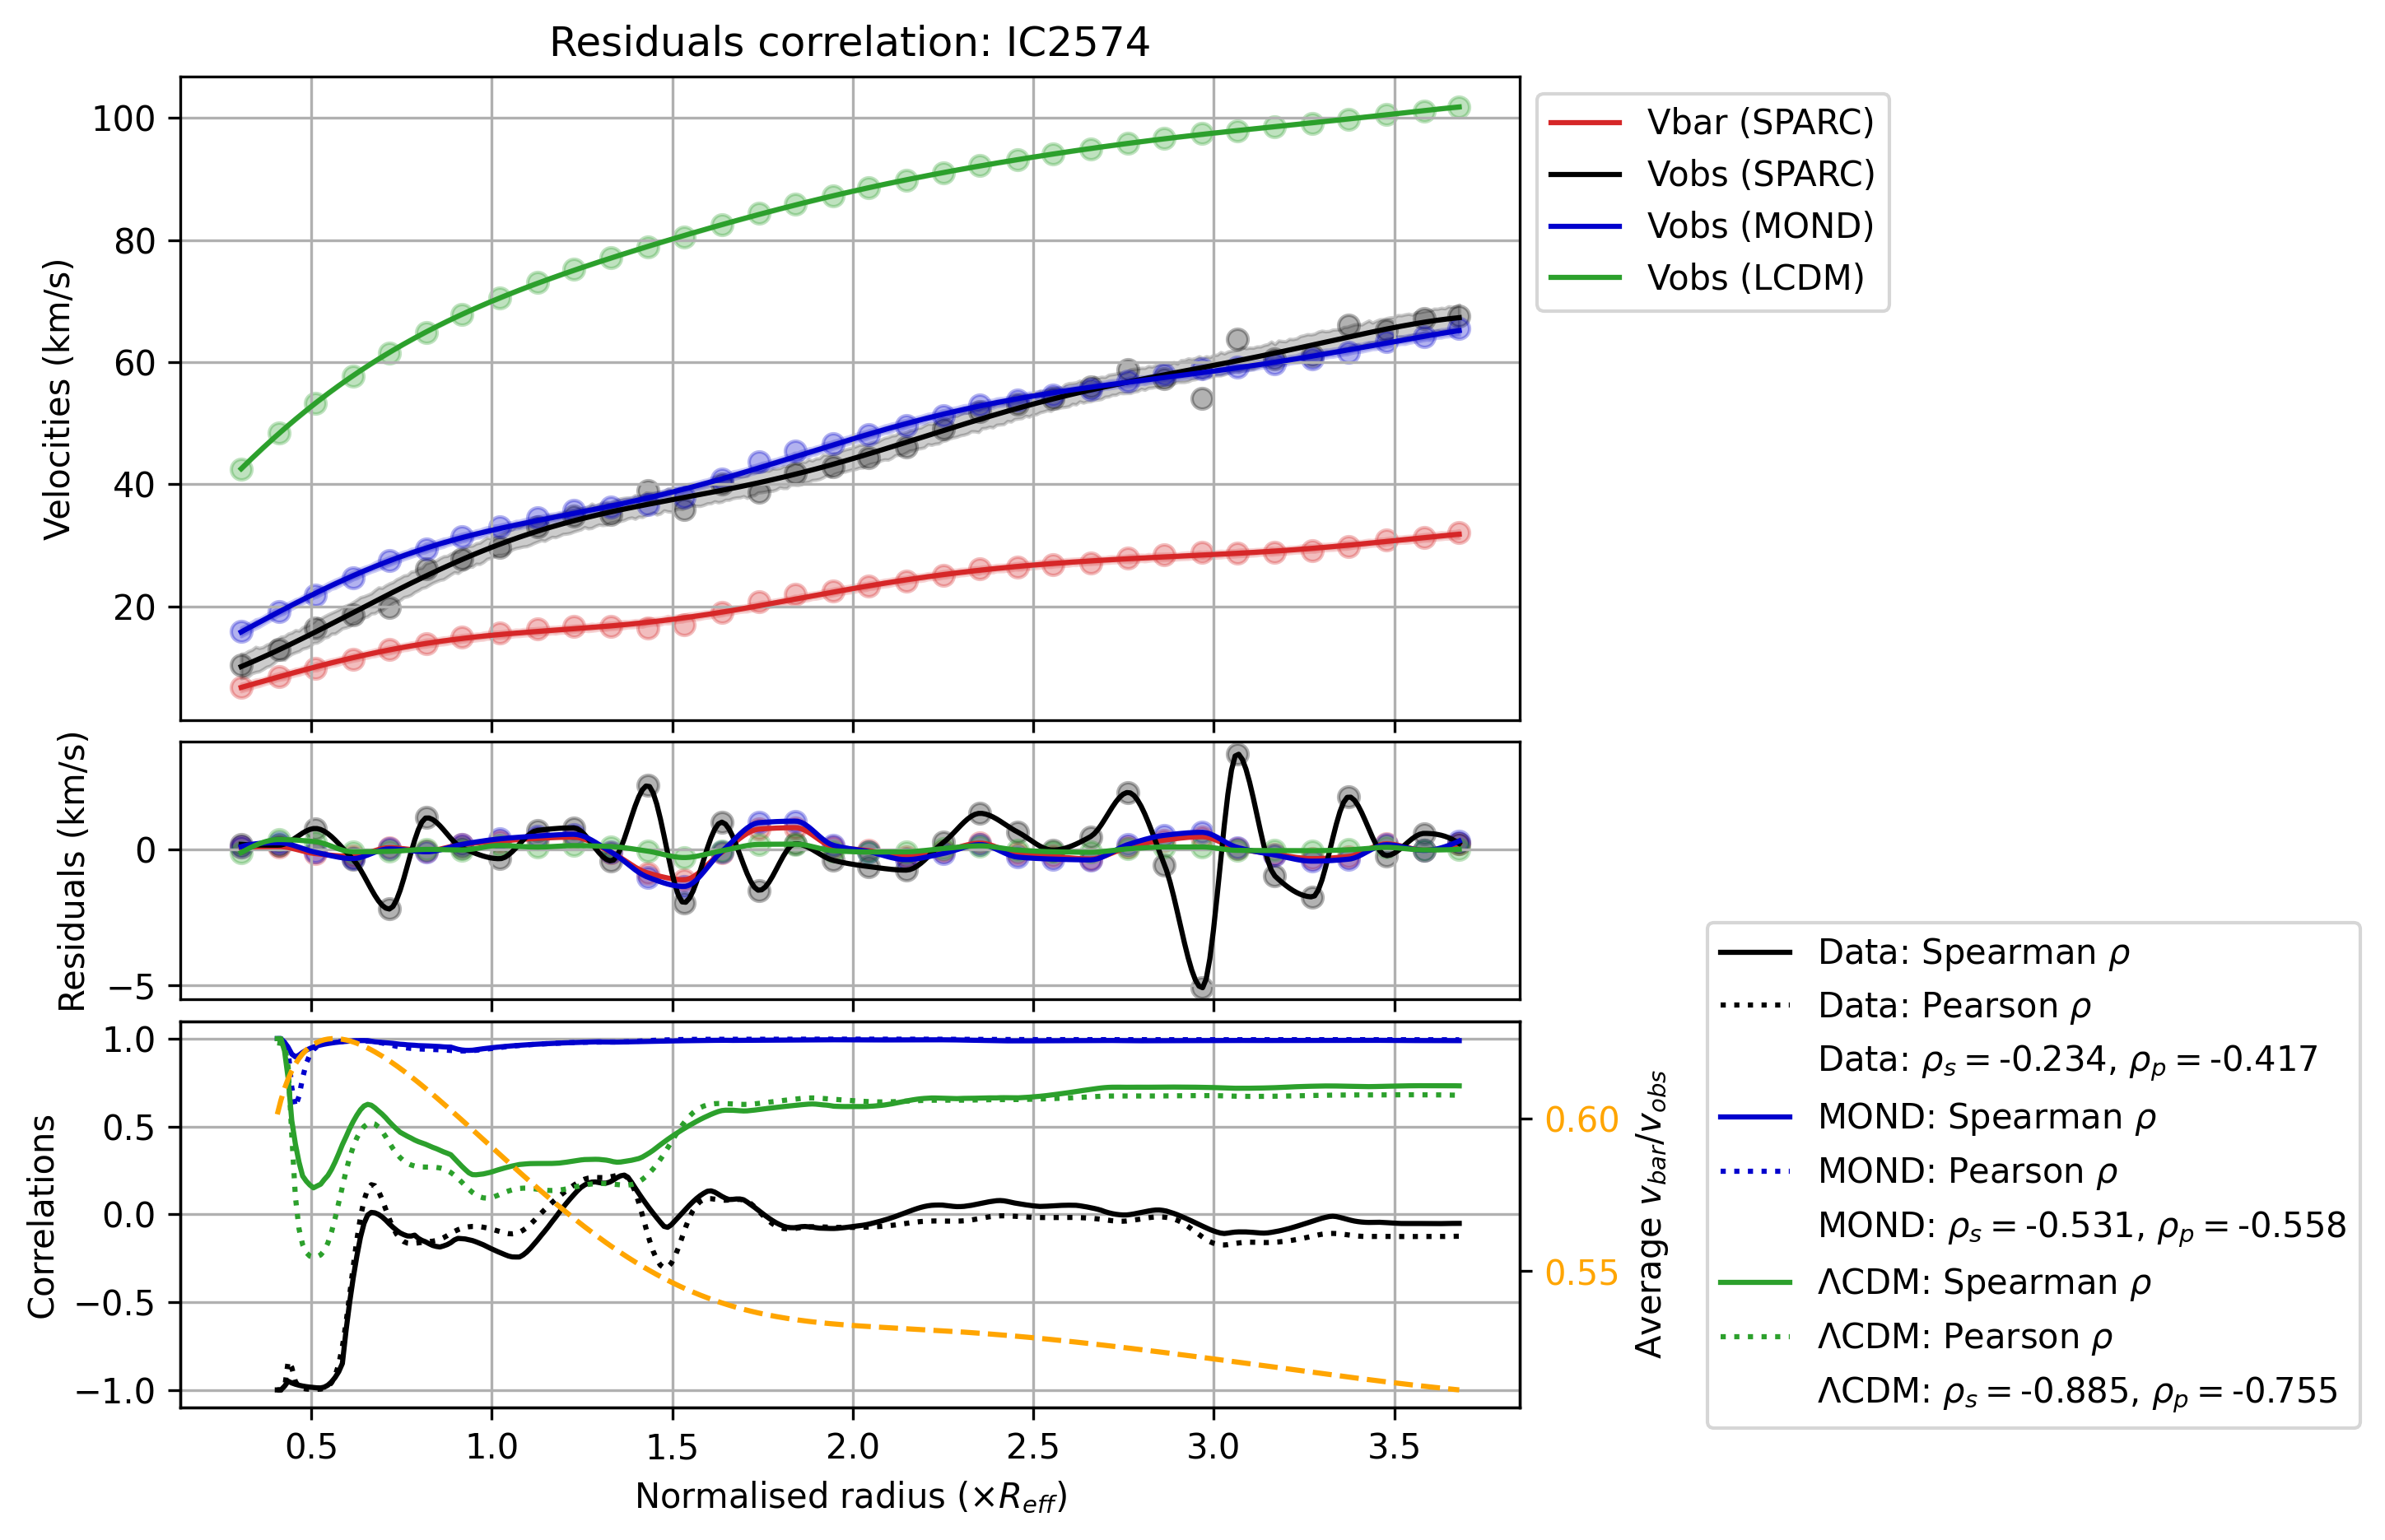 Residuals correlation: IC2574
Velocities (km/s)
100
80
60
40
20
Vbar (SPARC)
Vobs (SPARC)
Vobs (MOND)
Vobs (LCDM)
Residuals (km/s)
0
−5
Correlations
1.0
0.5
0.0
−0.5
−1.0
0.60
0.55
Average v_bar/v_obs
0.5 1.0 1.5 2.0 2.5 3.0 3.5
Normalised radius (×R_eff)
Data: Spearman ρ
Data: Pearson ρ
Data: ρ_s = -0.234, ρ_p = -0.417
MOND: Spearman ρ
MOND: Pearson ρ
MOND: ρ_s = -0.531, ρ_p = -0.558
ΛCDM: Spearman ρ
ΛCDM: Pearson ρ
ΛCDM: ρ_s = -0.885, ρ_p = -0.755